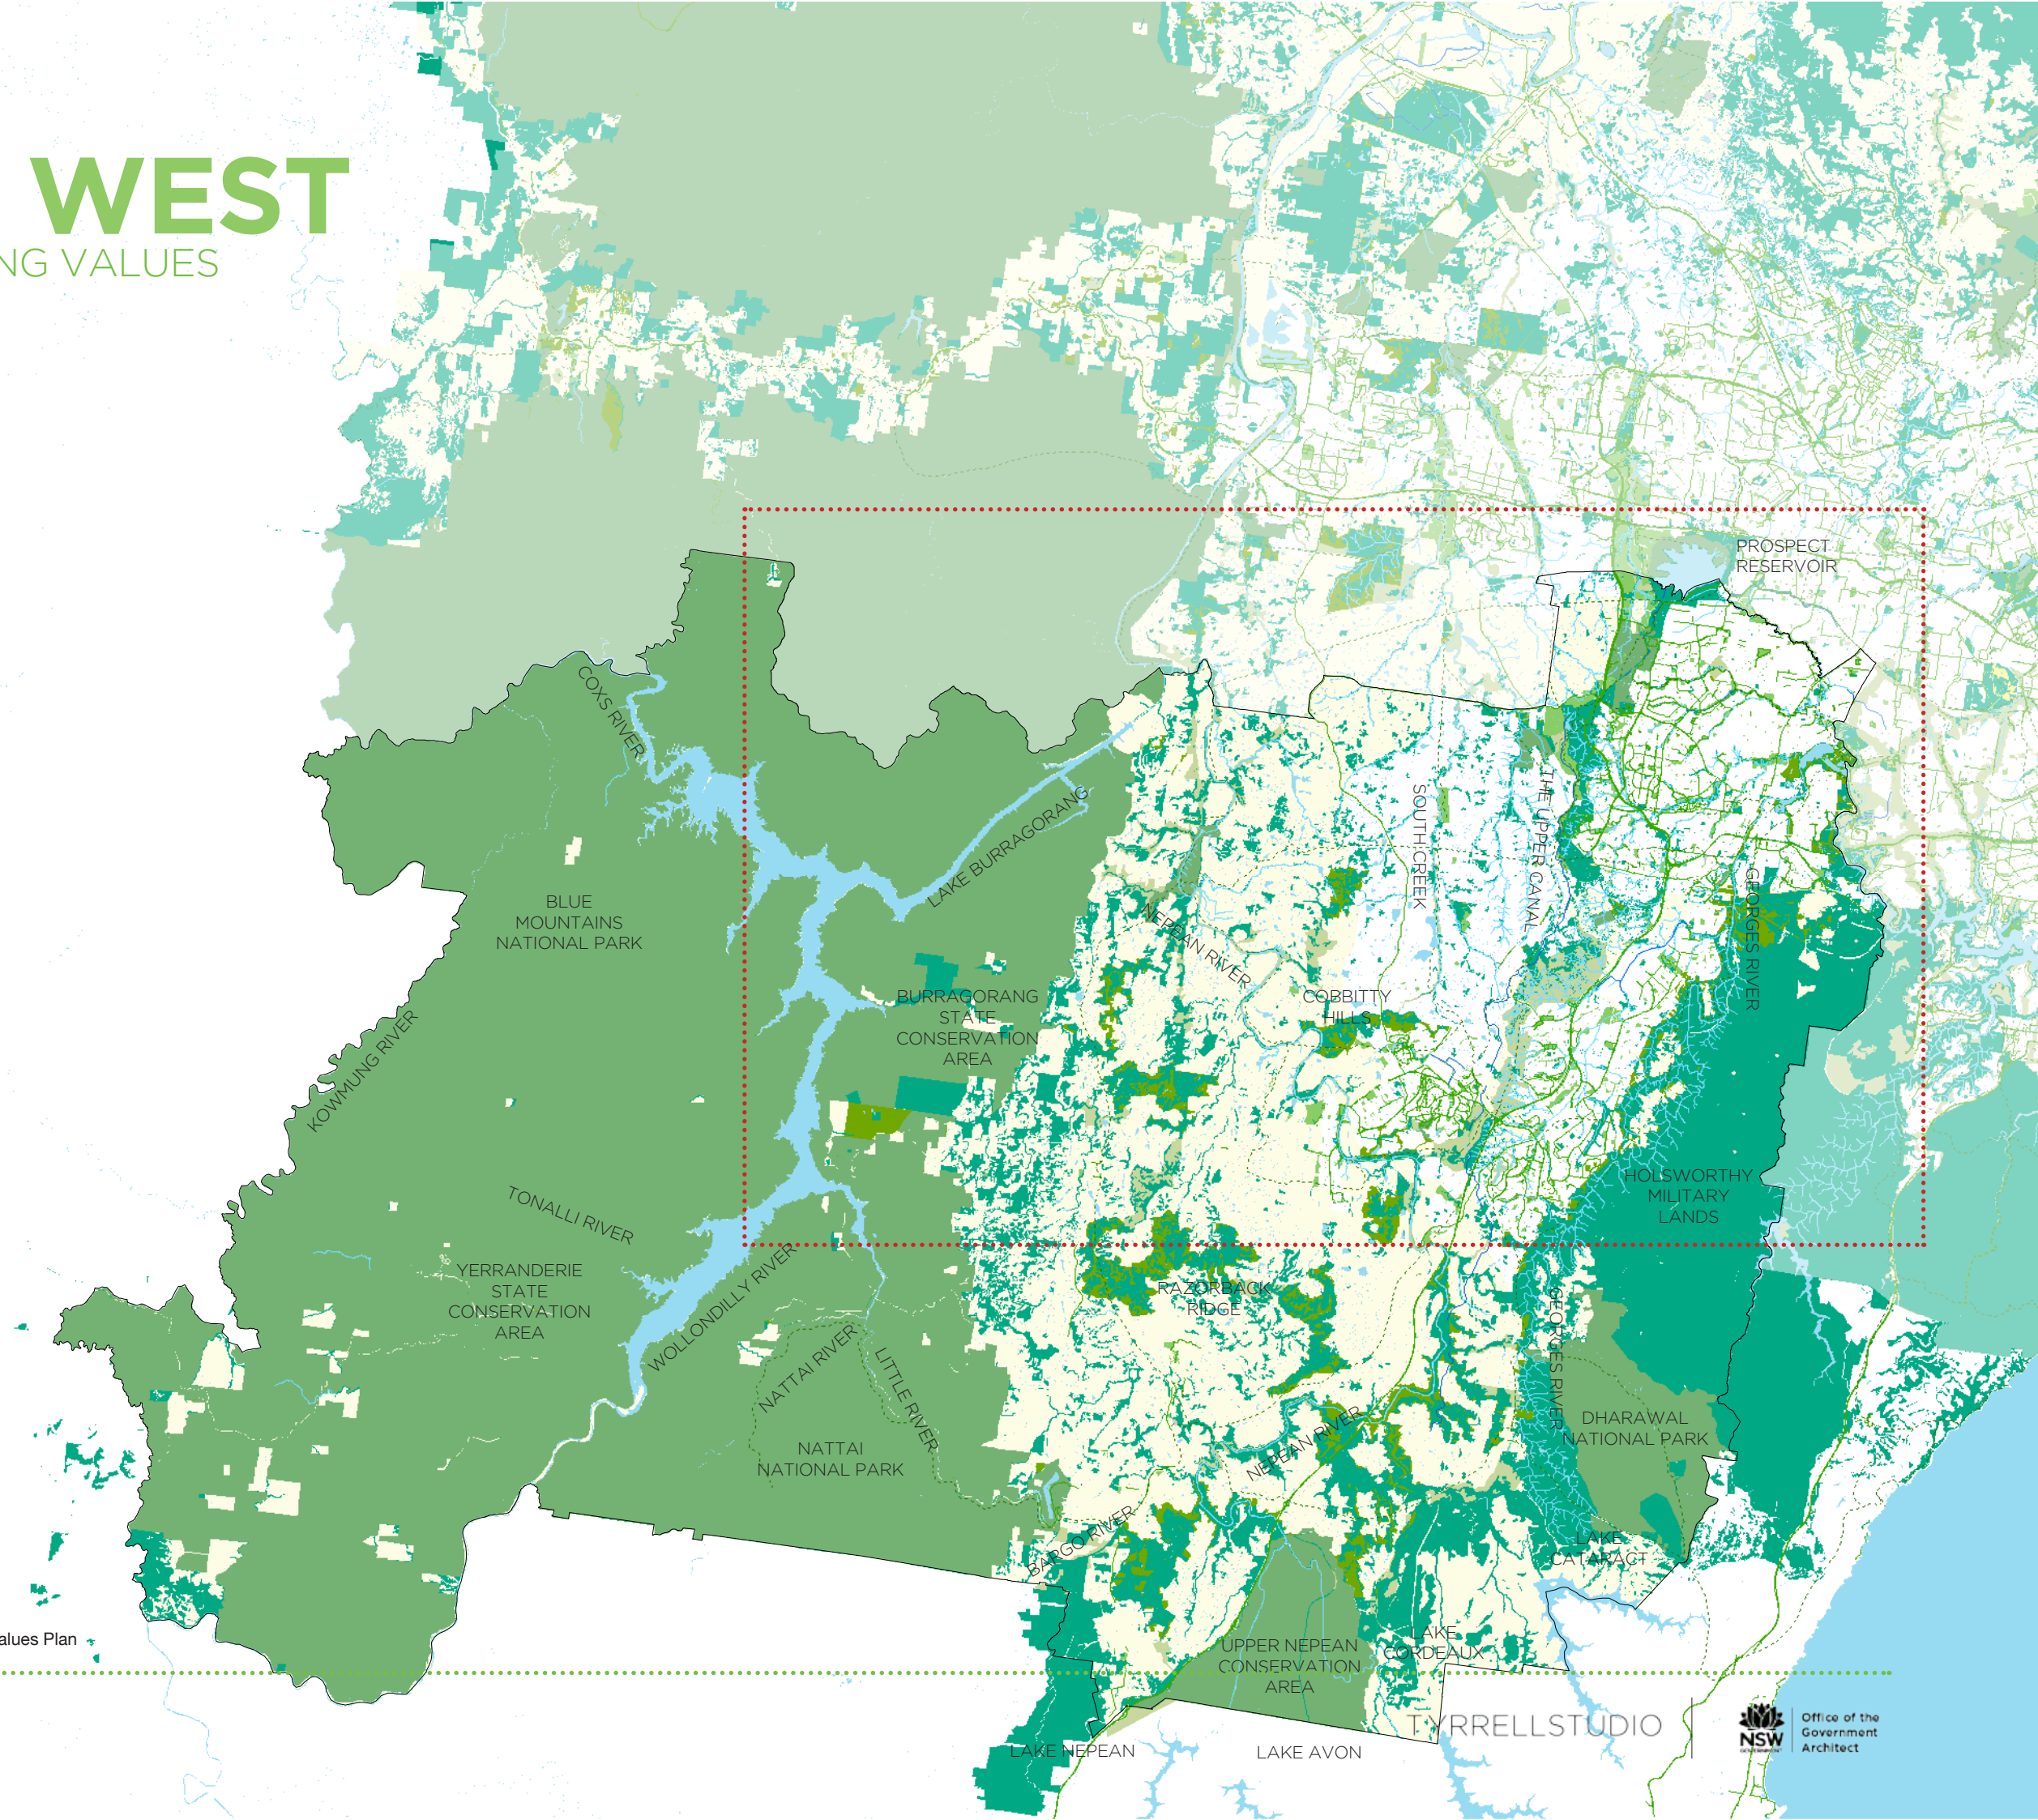 WEST
NG VALUES
PROSPECT
RESERVOIR
COXS RIVER
LAKE BURRAGORANG
SOUTH CREEK
THE UPPER CANAL
GEORGES RIVER
BLUE
MOUNTAINS
NATIONAL PARK
NEPEAN RIVER
BURRAGORANG
STATE
CONSERVATION
AREA
COBBITTY
HILLS
KOWMUNG RIVER
HOLSWORTHY
MILITARY
LANDS
TONALLI RIVER
YERRANDERIE
STATE
CONSERVATION
AREA
WOLLONDILLY RIVER
RAZORBACK
RIDGE
GEORGES RIVER
NATTAI RIVER
LITTLE RIVER
DHARAWAL
NATIONAL PARK
NATTAI
NATIONAL PARK
NEPEAN RIVER
BARGO RIVER
LAKE
CATARACT
alues Plan
UPPER NEPEAN
CONSERVATION
AREA
LAKE
CORDEAUX
TYRRELLSTUDIO
NSW
GOVERNMENT
Office of the
Government
Architect
LAKE NEPEAN
LAKE AVON